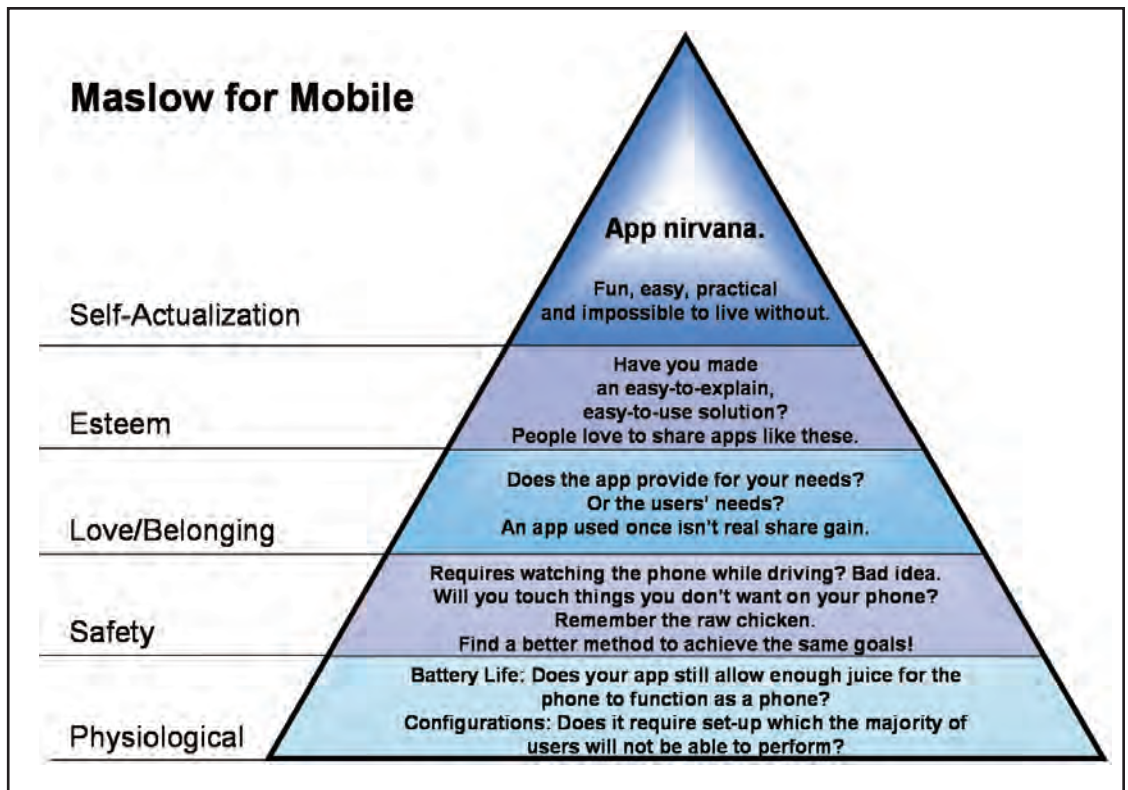 Maslow for Mobile
App nirvana.
Fun, easy, practical
and impossible to live without.
Self-Actualization
Have you made
an easy-to-explain,
easy-to-use solution?
People love to share apps like these.
Esteem
Does the app provide for your needs?
Or the users' needs?
An app used once isn't real share gain.
Love/Belonging
Requires watching the phone while driving? Bad idea.
Will you touch things you don't want on your phone?
Remember the raw chicken.
Find a better method to achieve the same goals!
Safety
Battery Life: Does your app still allow enough juice for the
phone to function as a phone?
Configurations: Does it require set-up which the majority of
users will not be able to perform?
Physiological